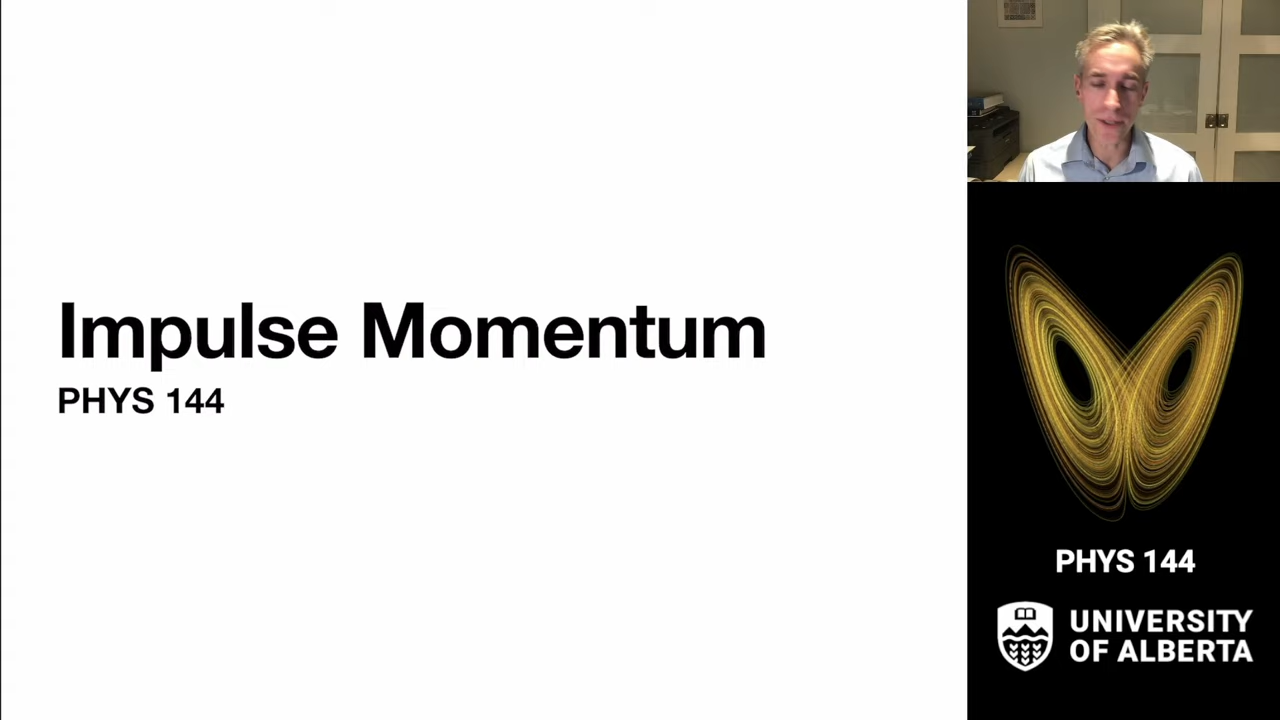 Impulse Momentum
PHYS 144
PHYS 144
UNIVERSITY
OF ALBERTA